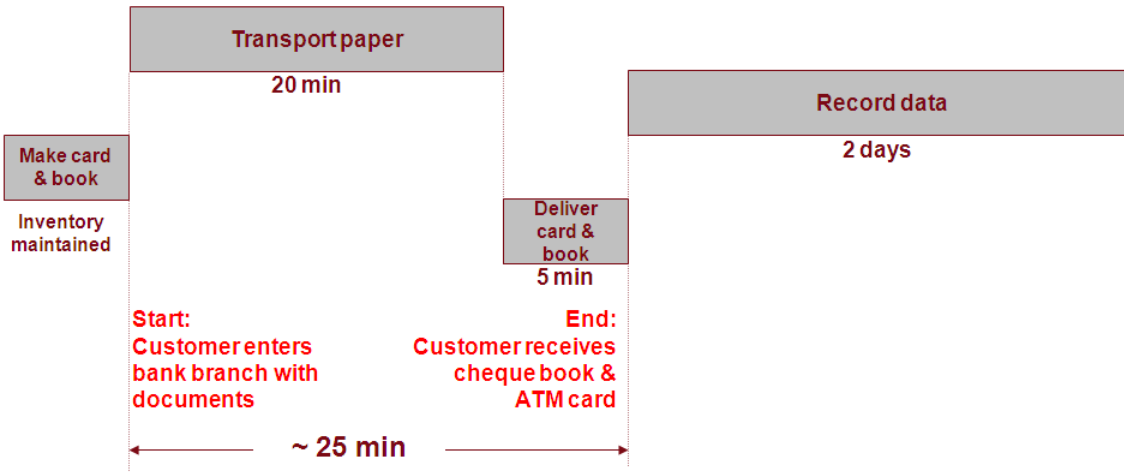 Transport paper
20 min
Record data
2 days
Make card
& book
Inventory
maintained
Deliver
card &
book
5 min
Start:
Customer enters
bank branch with
documents
End:
Customer receives
cheque book &
ATM card
~ 25 min